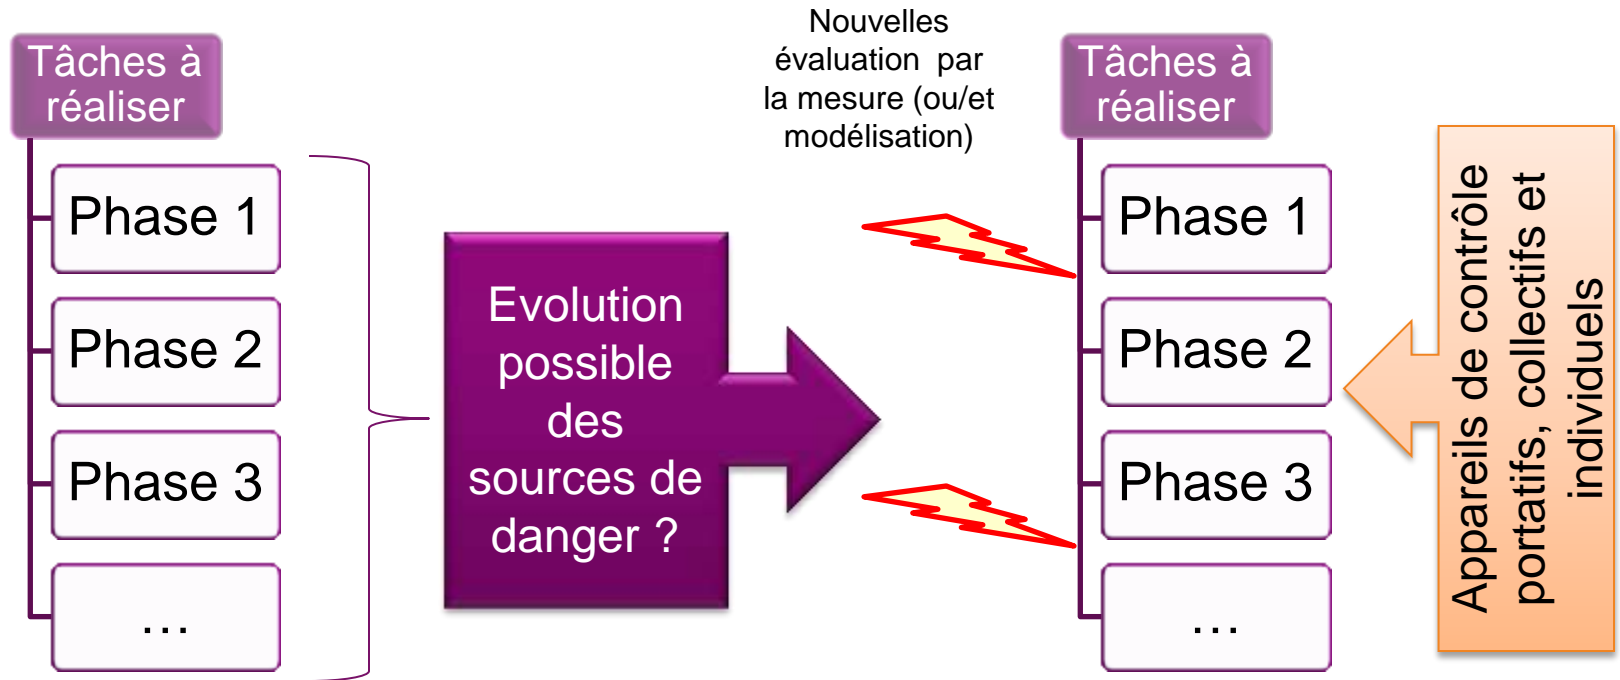 Tâches à
réaliser
Phase 1
Phase 2
Phase 3
…
Evolution
possible
des
sources de
danger ?
Nouvelles
évaluation par
la mesure (ou/et
modélisation)
Tâches à
réaliser
Phase 1
Phase 2
Phase 3
…
Appareils de contrôle
portatifs, collectifs et
individuels